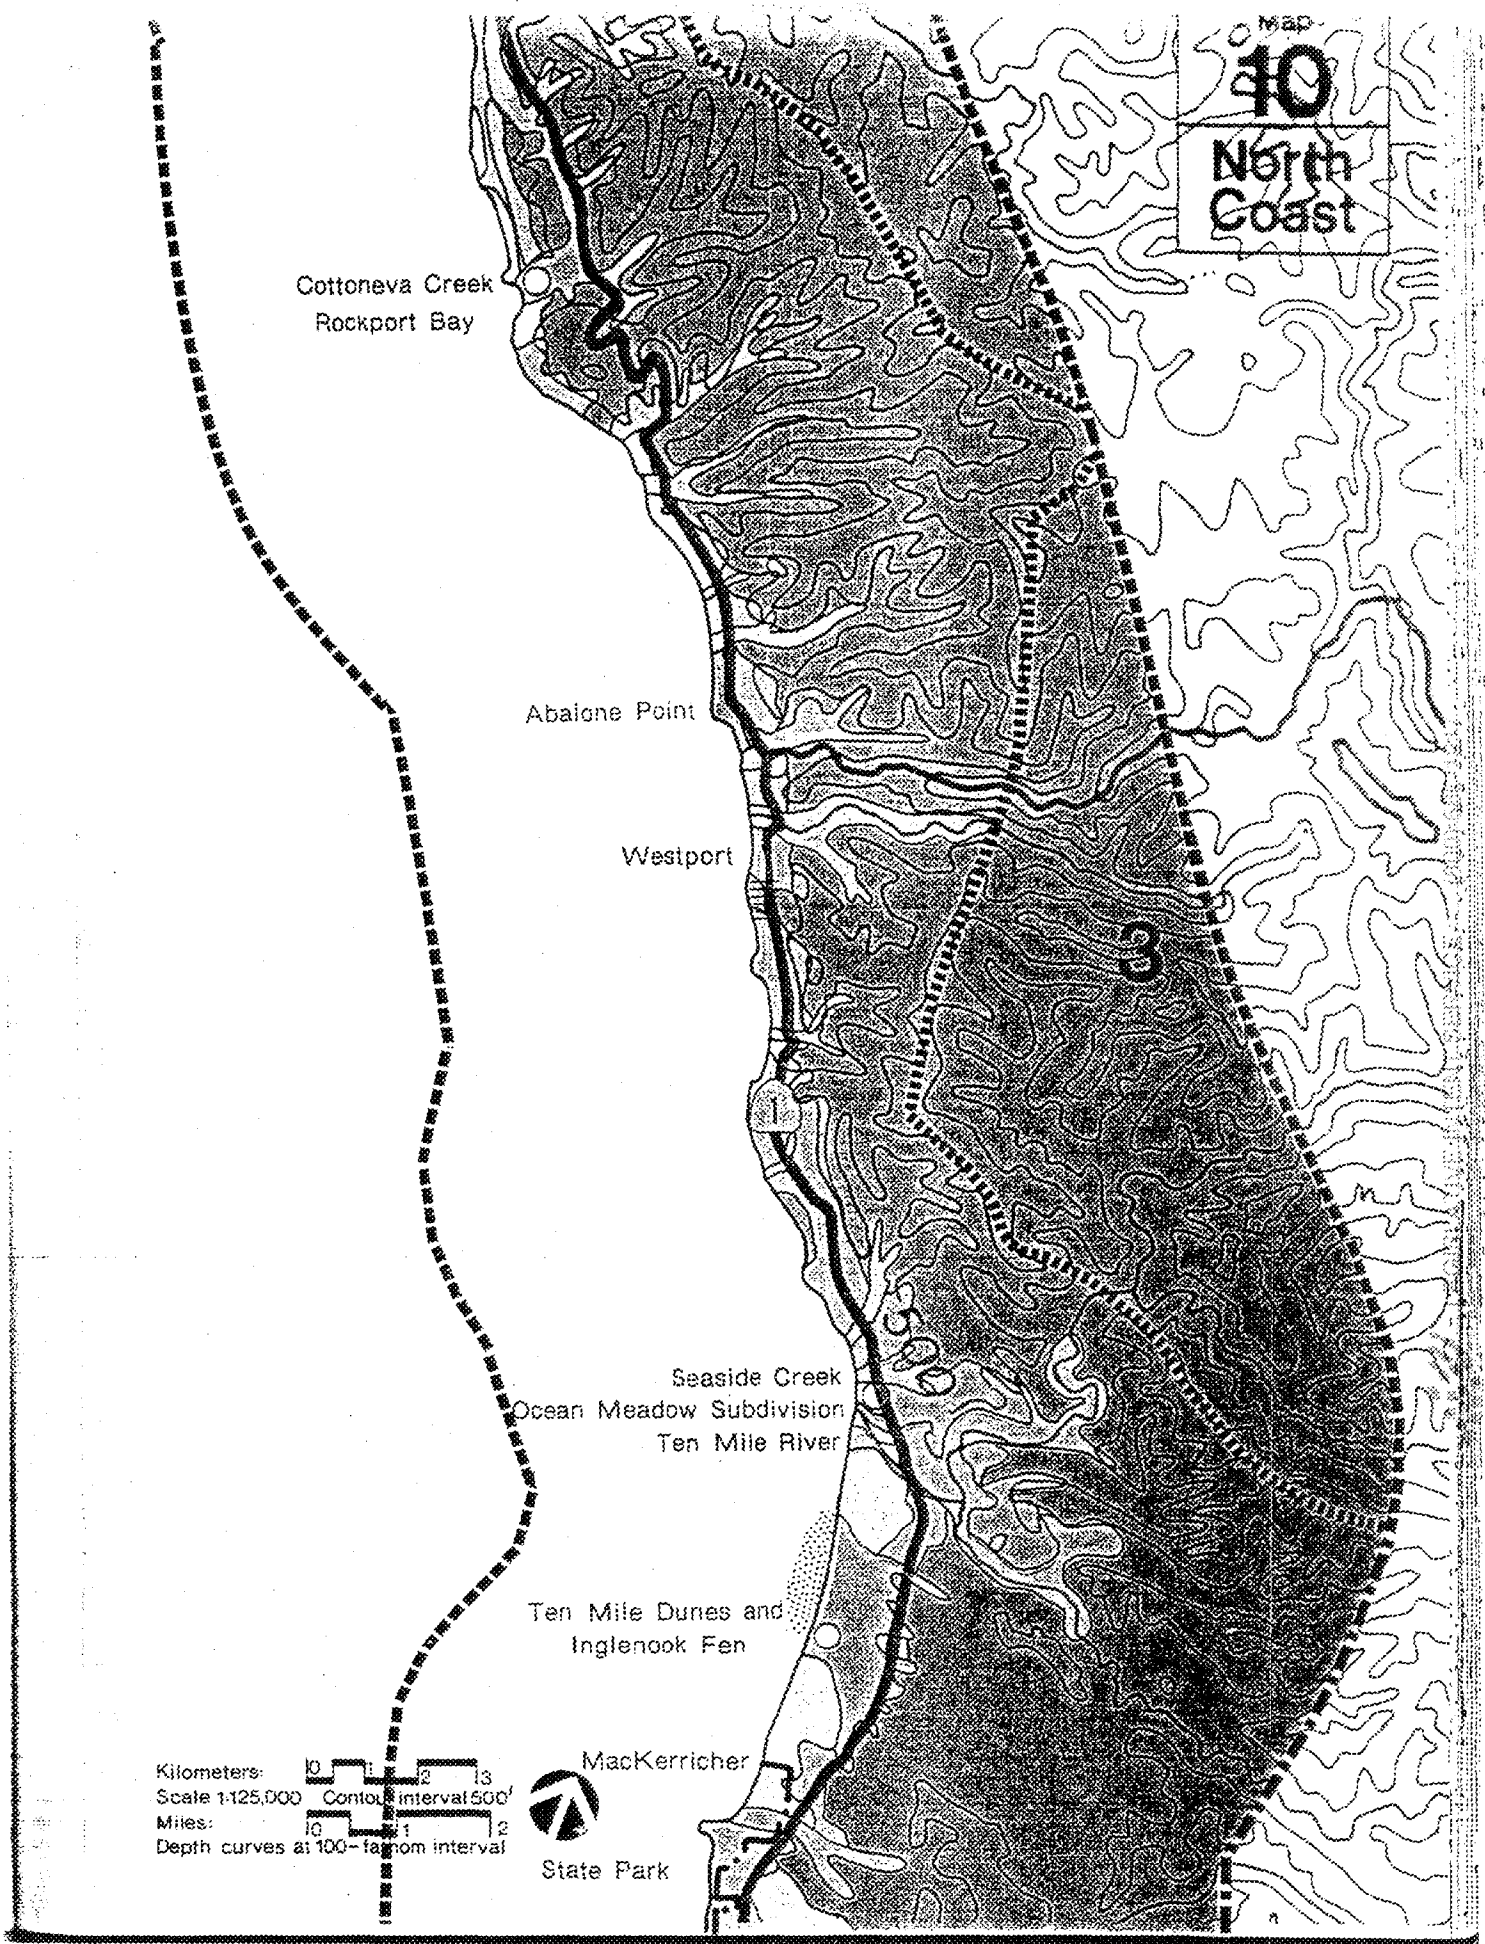 Map
10
North
Coast
Cottoneva Creek
Rockport Bay
Abalone Point
Westport
3
1
Seaside Creek
Ocean Meadow Subdivision
Ten Mile River
Ten Mile Dunes and
Inglenook Fen
MacKerricher
Kilometers: 0 1 2 3
Scale 1:125,000 Contour interval 500'
Miles: 0 1 2
Depth curves at 100-fathom interval
State Park